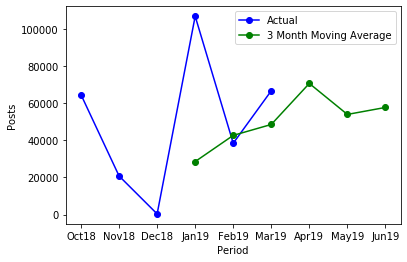 Actual
3 Month Moving Average
100000
80000
60000
40000
20000
0
Posts
Oct18 Nov18 Dec18 Jan19 Feb19 Mar19 Apr19 May19 Jun19
Period